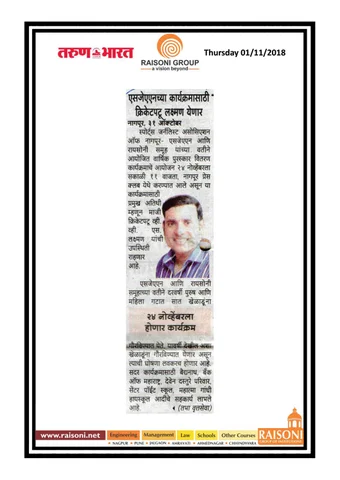 तरुण भारत
RAISONI GROUP
a vision beyond
Thursday 01/11/2018
एसजेएएनच्या कार्यक्रमासाठी
क्रिकेटपटू लक्ष्मण येणार
नागपूर, ३१ ऑक्टोबर
स्पोर्ट्स जर्नलिस्ट असोसिएशन
ऑफ नागपूर- एसजेएएन आणि
रायसोनी समूह यांच्या वतीने
आयोजित वार्षिक पुरस्कार वितरण
कार्यक्रमाचे आयोजन २४ नोव्हेंबरला
सकाळी ११ वाजता, नागपूर प्रेस
क्लब येथे करण्यात आले असून या
कार्यक्रमासाठी
प्रमुख अतिथी
म्हणून माजी
क्रिकेटपटू व्ही.
व्ही. एस.
लक्ष्मण यांची
उपस्थिती
राहणार
आहे.
एसजेएएन आणि रायसोनी
समूहाच्या वतीने दरवर्षी पुरुष आणि
महिला गटात सात खेळाडूंना
२४ नोव्हेंबरला
होणार कार्यक्रम
गौरविण्यात येते. यावर्षी देखील अशा
खेळाडूंना गौरविण्यात येणार असून
त्याची घोषणा लवकरच होणार आहे.
सदर कार्यक्रमासाठी बैद्यनाथ, बँक
ऑफ महाराष्ट्र, देवेन दस्तुरे परिवार,
सेंटर पॉईंट स्कूल, महात्मा गांधी
हायस्कूल आदींचे सहकार्य लाभले
आहे. (तभा वृत्तसेवा)
www.raisoni.net Engineering Management Law Schools Other Courses RAISONI
NAGPUR PUNE JALGAON AMRAVATI AHMEDNAGAR CHHINDWARA